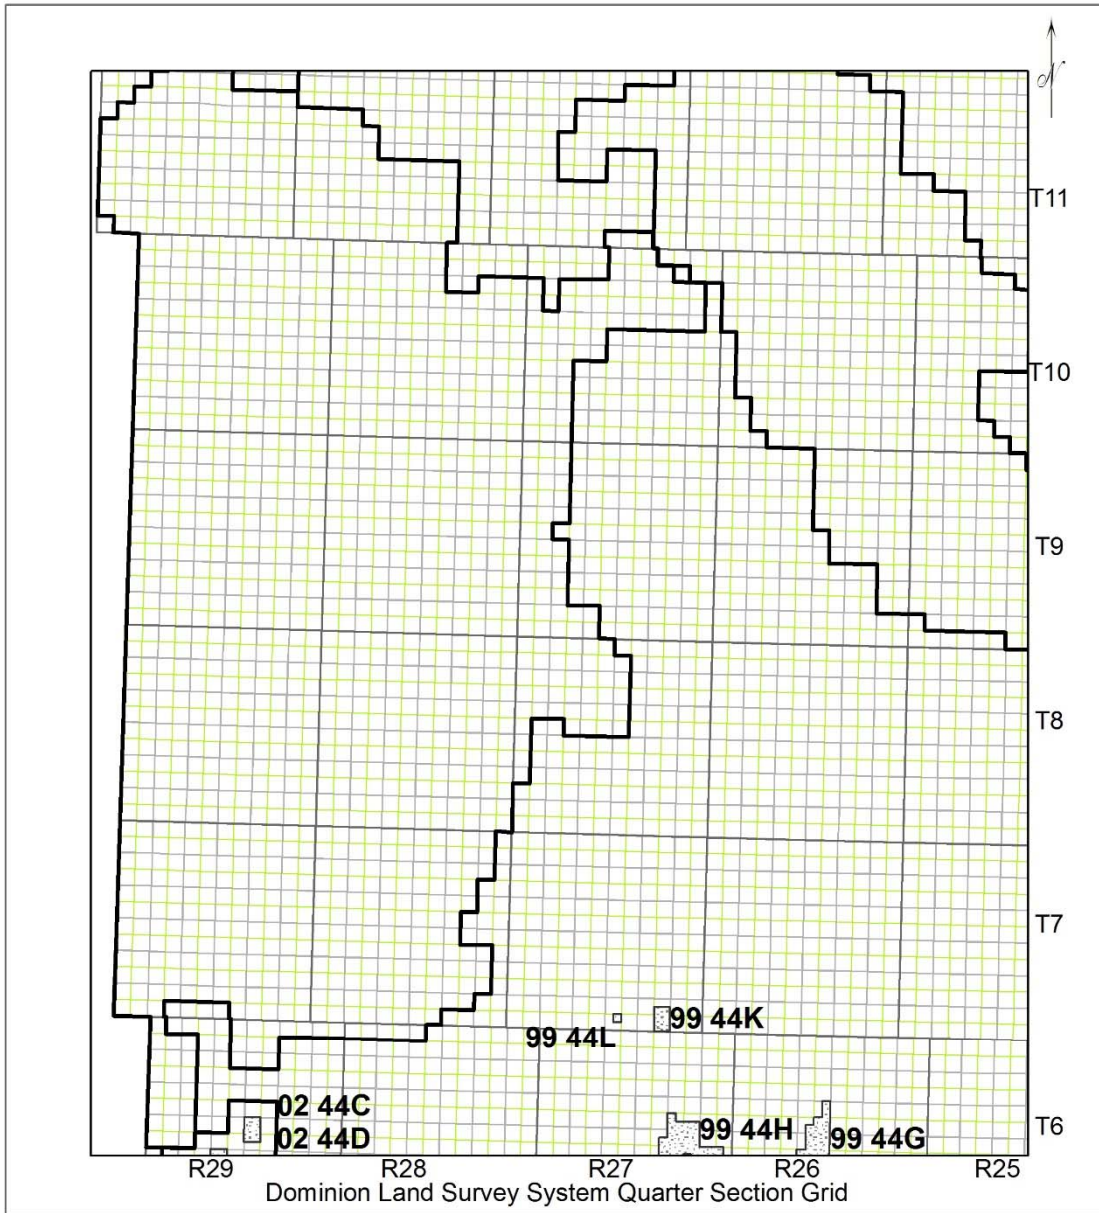 N
T11
T10
T9
T8
T7
99 44K
99 44L
02 44C
99 44H
T6
02 44D
99 44G
R29 R28 R27 R26 R25
Dominion Land Survey System Quarter Section Grid